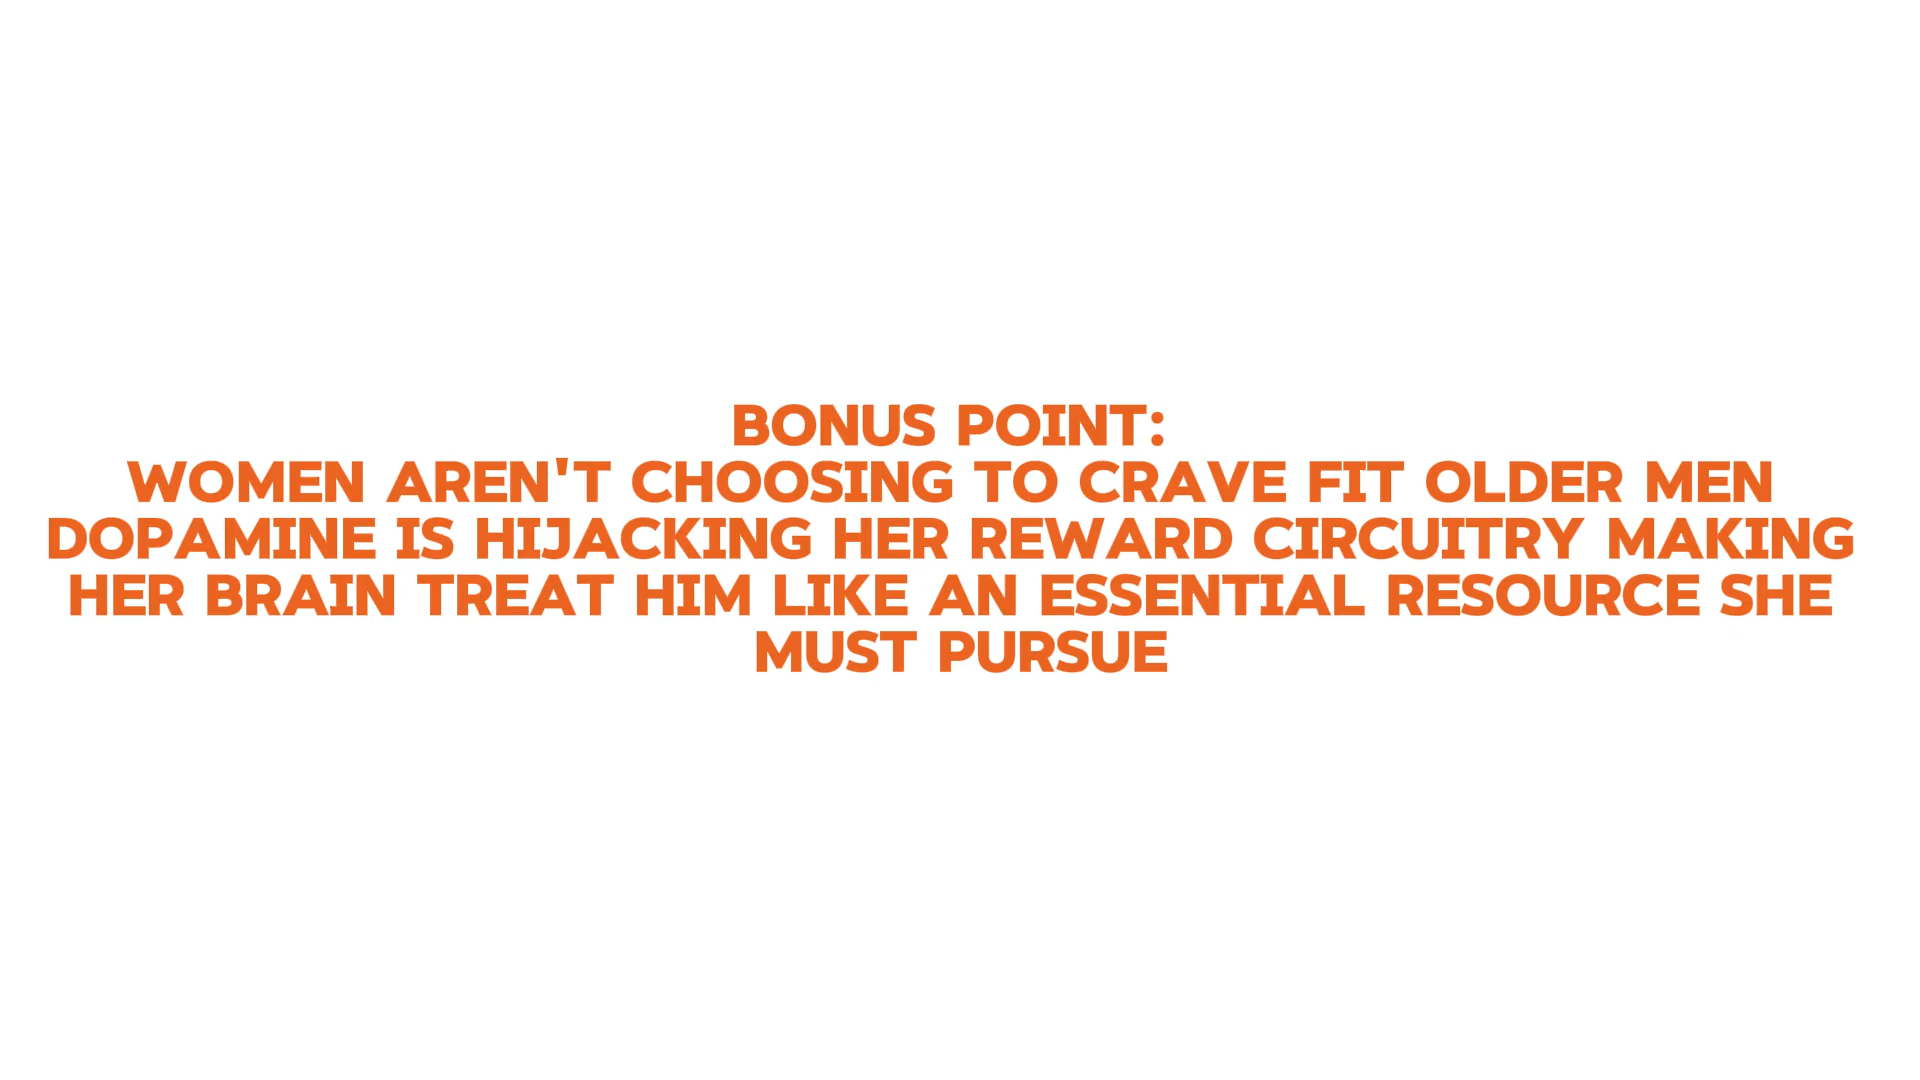 BONUS POINT:
WOMEN AREN'T CHOOSING TO CRAVE FIT OLDER MEN
DOPAMINE IS HIJACKING HER REWARD CIRCUITRY MAKING
HER BRAIN TREAT HIM LIKE AN ESSENTIAL RESOURCE SHE
MUST PURSUE